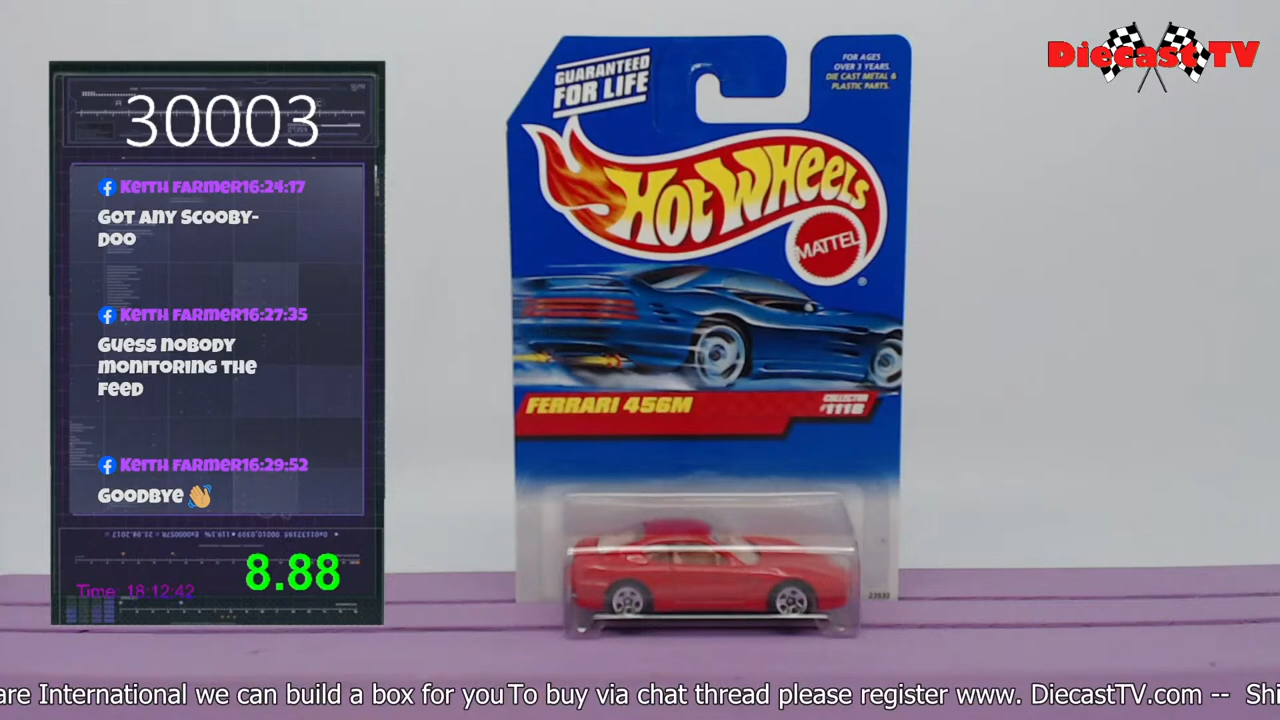 30003
Keith Farmer16:24:17
Got any Scooby-
Doo
Keith Farmer16:27:35
Guess nobody
monitoring the
feed
Keith Farmer16:29:52
Goodbye 👋
8.88
Time 18:12:42
GUARANTEED
FOR LIFE
FOR AGES
OVER 3 YEARS.
DIE CAST METAL &
PLASTIC PARTS.
HOT WHEELS
MATTEL
®
FERRARI 456M
COLLECTOR
#1118
Diecast TV
are International we can build a box for you To buy via chat thread please register www. DiecastTV.com -- Shi